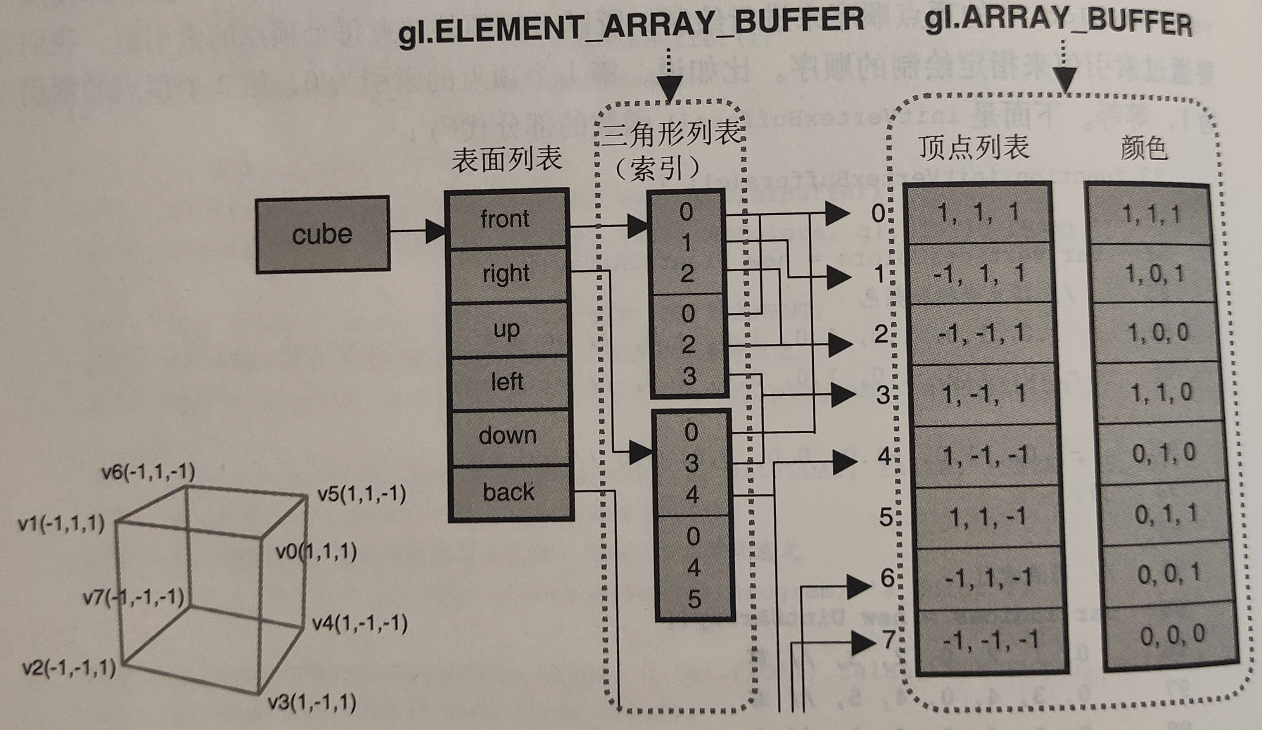 gl.ELEMENT_ARRAY_BUFFER
gl.ARRAY_BUFFER
表面列表
三角形列表
（索引）
顶点列表
颜色
cube
front
right
up
left
down
back
0
1
2
0
2
3
0
3
4
0
4
5
0
1
2
3
4
5
6
7
1, 1, 1
-1, 1, 1
-1, -1, 1
1, -1, 1
1, -1, -1
1, 1, -1
-1, 1, -1
-1, -1, -1
1, 1, 1
1, 0, 1
1, 0, 0
1, 1, 0
0, 1, 0
0, 1, 1
0, 0, 1
0, 0, 0
v6(-1,1,-1)
v5(1,1,-1)
v1(-1,1,1)
v0(1,1,1)
v7(-1,-1,-1)
v4(1,-1,-1)
v2(-1,-1,1)
v3(1,-1,1)